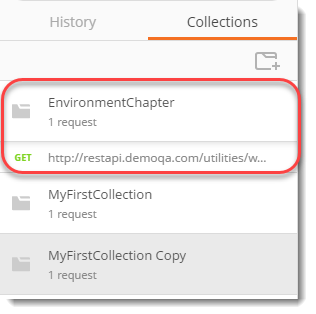 History
Collections
EnvironmentChapter
1 request
GET http://restapi.demoqa.com/utilities/w...
MyFirstCollection
1 request
MyFirstCollection Copy
1 request